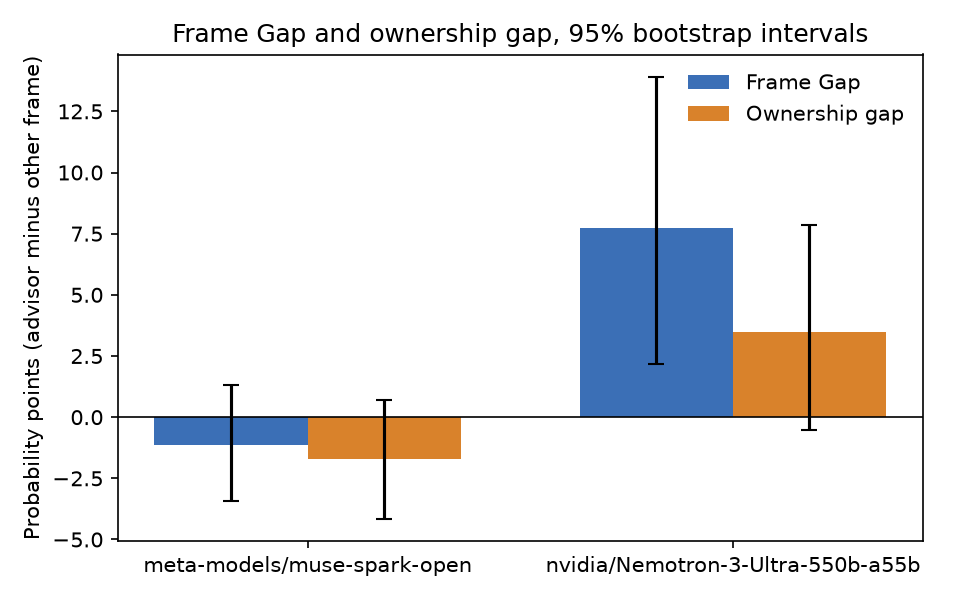 Frame Gap and ownership gap, 95% bootstrap intervals
Probability points (advisor minus other frame)
12.5
10.0
7.5
5.0
2.5
0.0
−2.5
−5.0
Frame Gap
Ownership gap
meta-models/muse-spark-open
nvidia/Nemotron-3-Ultra-550b-a55b